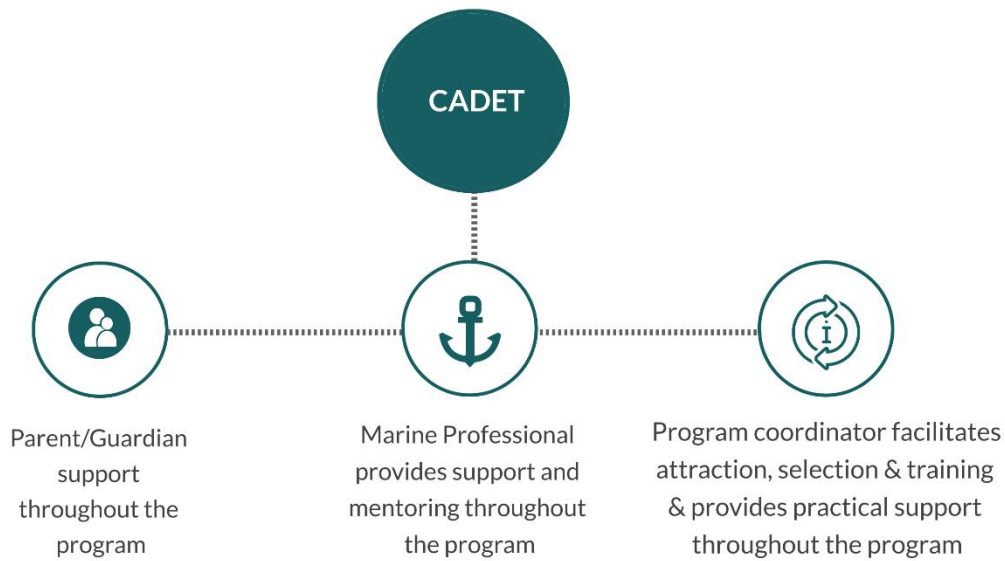 CADET
Parent/Guardian
support
throughout the
program
Marine Professional
provides support and
mentoring throughout
the program
i
Program coordinator facilitates
attraction, selection & training
& provides practical support
throughout the program